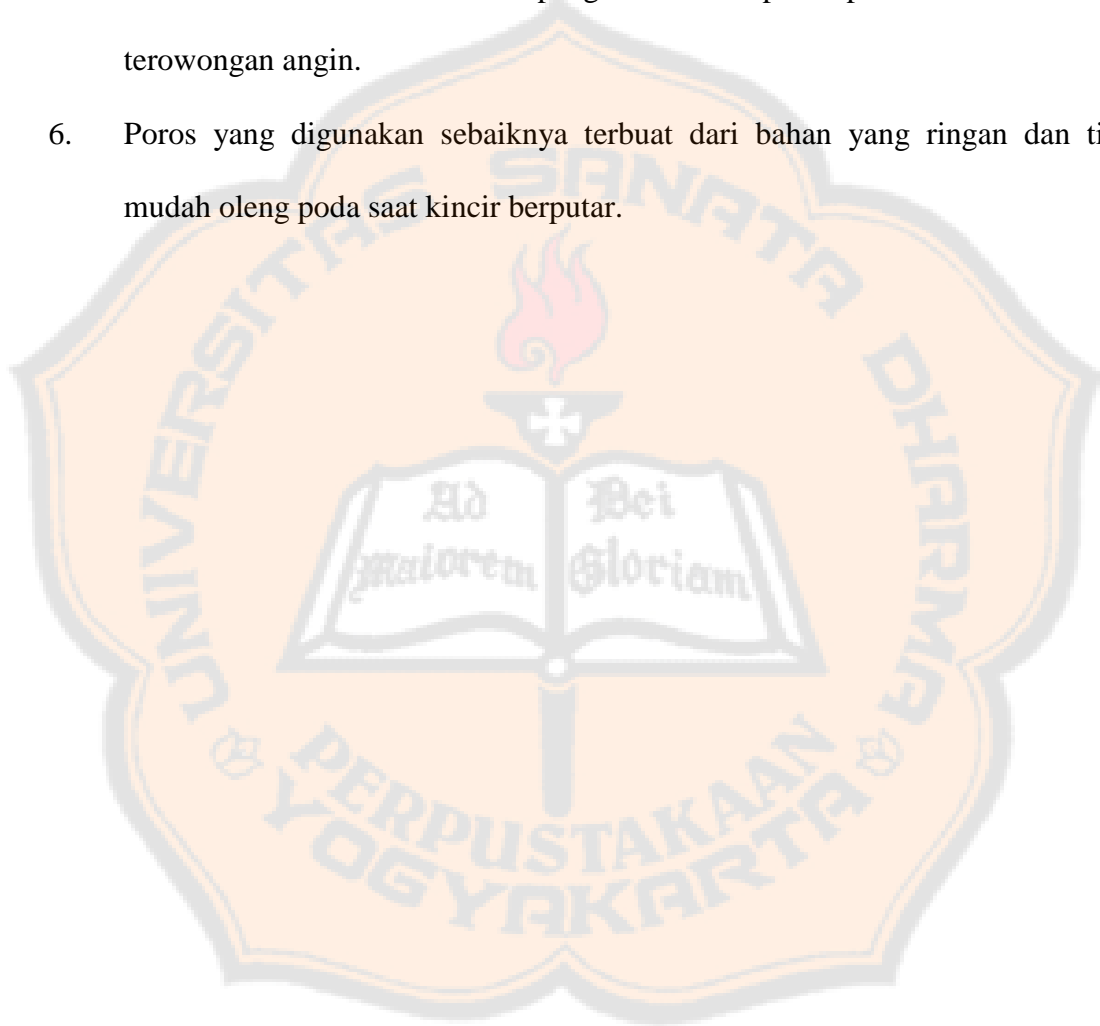 terowongan angin.
6. Poros yang digunakan sebaiknya terbuat dari bahan yang ringan dan ti
mudah oleng poda saat kincir berputar.
UNIVERSITAS SANATA DHARMA
Ad Dei
Maiorem Gloriam
PERPUSTAKAAN
YOGYAKARTA